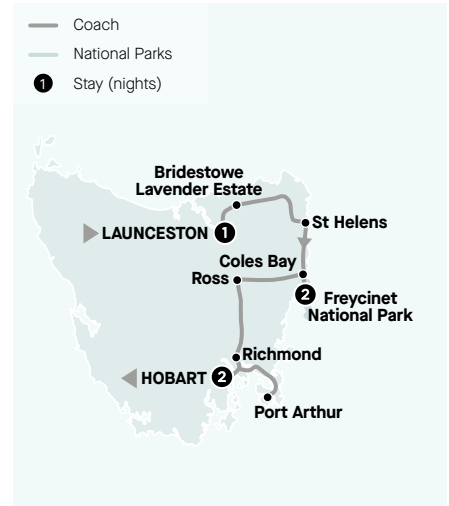 Coach
National Parks
1 Stay (nights)
Bridestowe
Lavender Estate
LAUNCESTON 1
St Helens
Coles Bay
Ross
2 Freycinet
National Park
Richmond
HOBART 2
Port Arthur